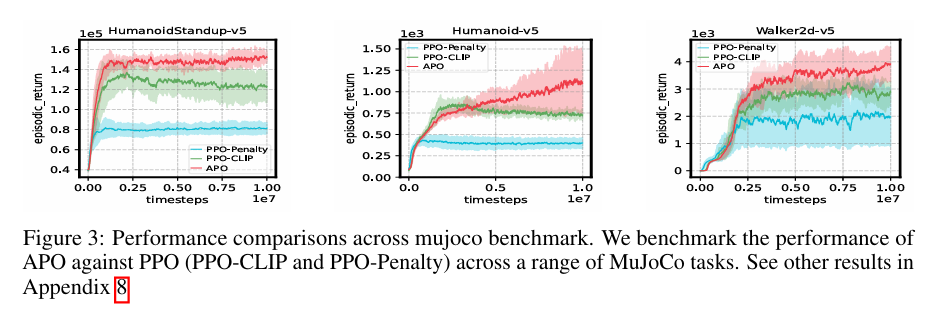 HumanoidStandup-v5
1e5
1.6
1.4
1.2
1.0
0.8
0.6
0.4
episodic_return
PPO-Penalty
PPO-CLIP
APO
0.00 0.25 0.50 0.75 1.00
timesteps 1e7
Humanoid-v5
1e3
1.50
1.25
1.00
0.75
0.50
0.25
0.00
episodic_return
PPO-Penalty
PPO-CLIP
APO
0.00 0.25 0.50 0.75 1.00
timesteps 1e7
Walker2d-v5
1e3
4
3
2
1
0
episodic_return
PPO-Penalty
PPO-CLIP
APO
0.00 0.25 0.50 0.75 1.00
timesteps 1e7
Figure 3: Performance comparisons across mujoco benchmark. We benchmark the performance of
APO against PPO (PPO-CLIP and PPO-Penalty) across a range of MuJoCo tasks. See other results in
Appendix 8